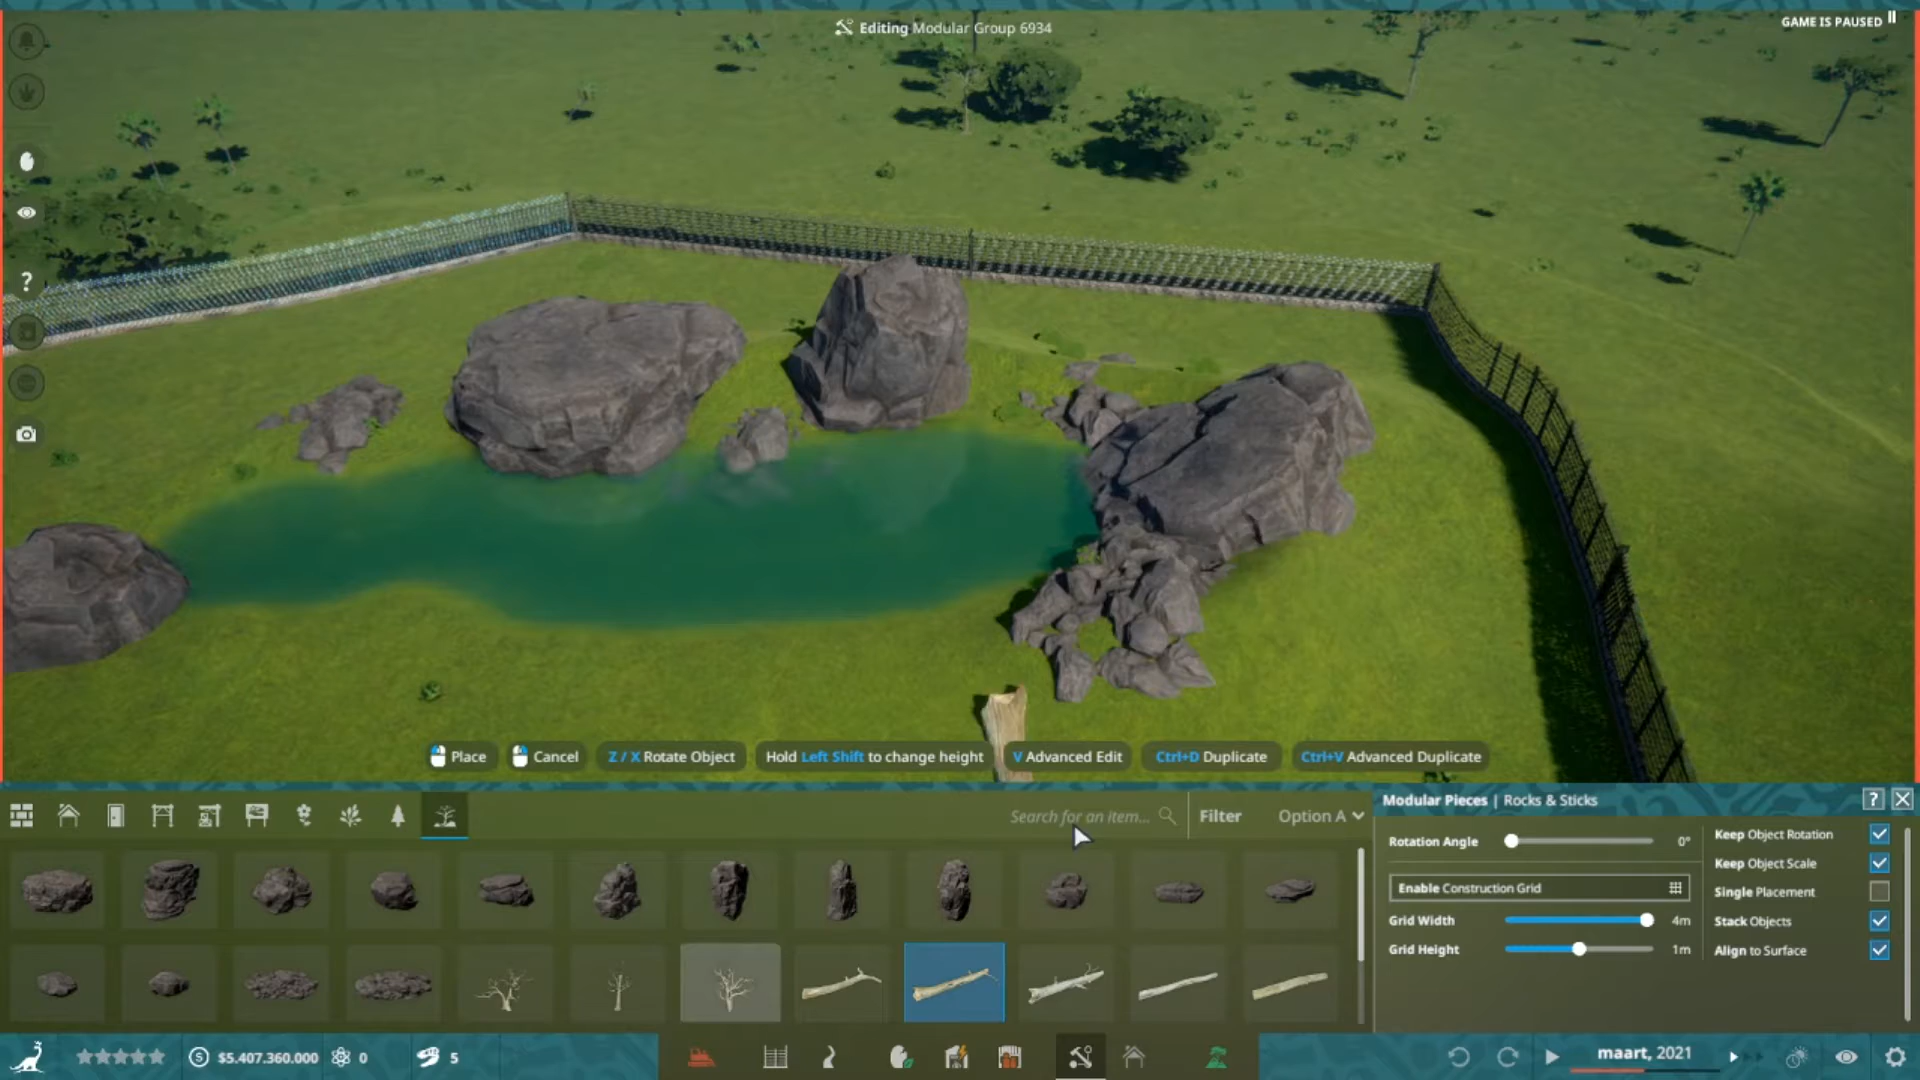 Editing Modular Group 6934
GAME IS PAUSED
?
Place
Cancel
Z / X Rotate Object
Hold Left Shift to change height
V Advanced Edit
Ctrl+D Duplicate
Ctrl+V Advanced Duplicate
Search for an item...
Filter
Option A
Modular Pieces | Rocks & Sticks
?
Rotation Angle
0°
Enable Construction Grid
Grid Width
4m
Grid Height
1m
Keep Object Rotation
Keep Object Scale
Single Placement
Stack Objects
Align to Surface
$5.407.360.000
0
5
maart, 2021